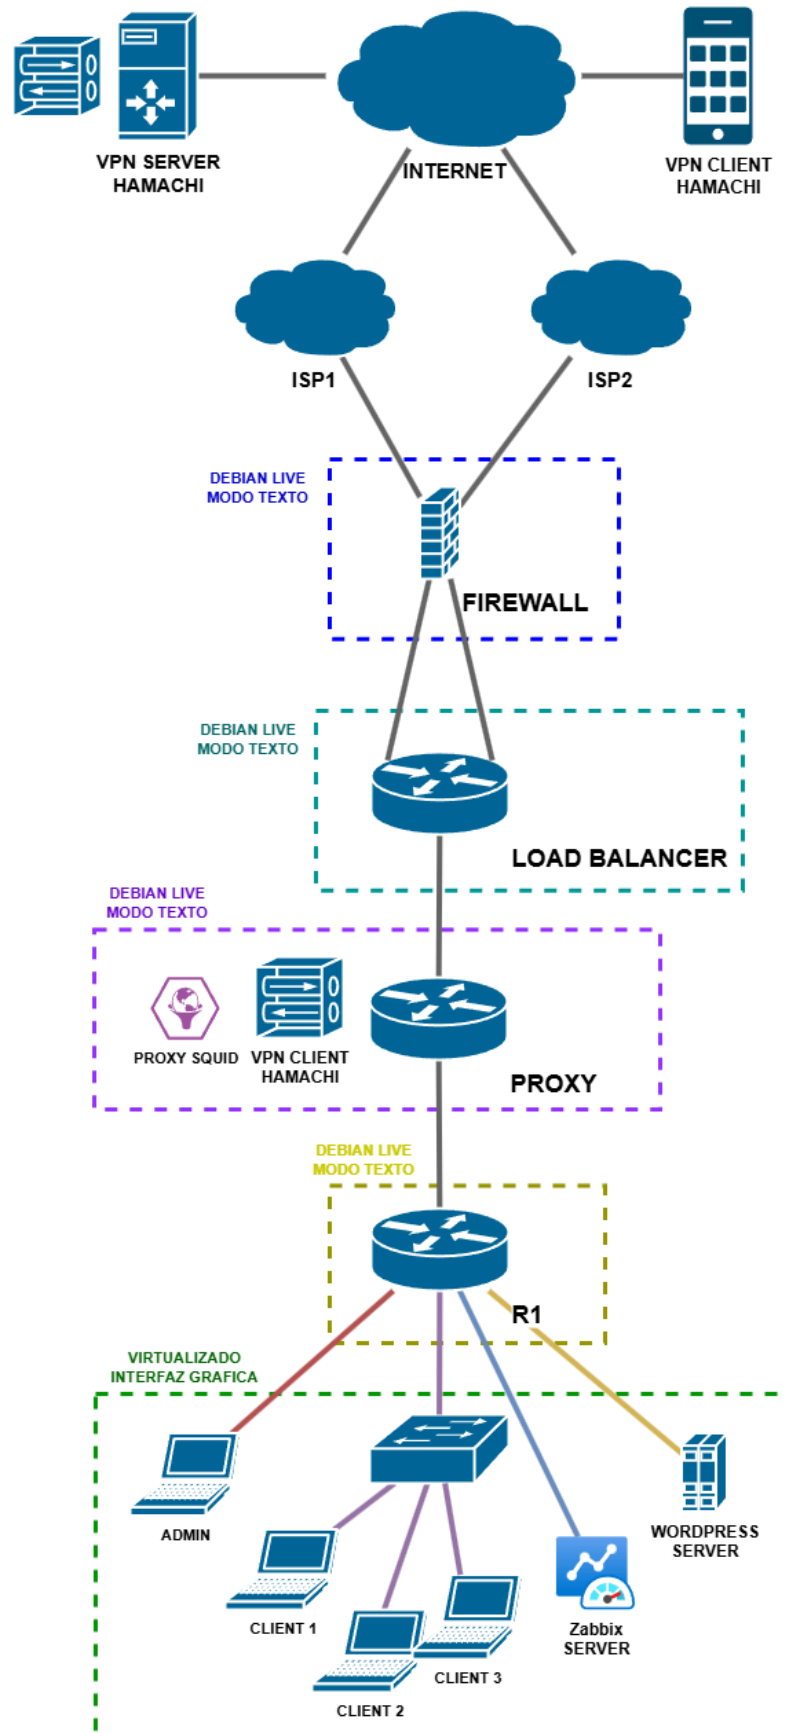 VPN SERVER
HAMACHI
INTERNET
VPN CLIENT
HAMACHI
ISP1
ISP2
DEBIAN LIVE
MODO TEXTO
FIREWALL
DEBIAN LIVE
MODO TEXTO
LOAD BALANCER
DEBIAN LIVE
MODO TEXTO
PROXY SQUID
VPN CLIENT
HAMACHI
PROXY
DEBIAN LIVE
MODO TEXTO
R1
VIRTUALIZADO
INTERFAZ GRAFICA
ADMIN
WORDPRESS
SERVER
CLIENT 1
Zabbix
SERVER
CLIENT 3
CLIENT 2